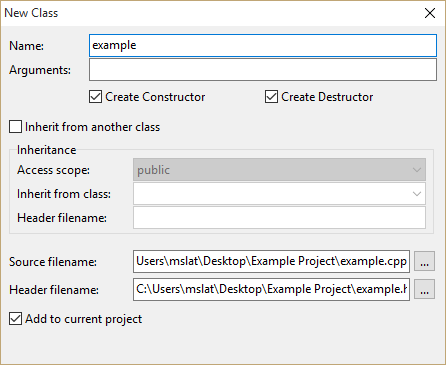 New Class
Name: example
Arguments:
Create Constructor Create Destructor
Inherit from another class
Inheritance
Access scope: public
Inherit from class:
Header filename:
Source filename: Users\mslat\Desktop\Example Project\example.cpp ...
Header filename: C:\Users\mslat\Desktop\Example Project\example.h ...
Add to current project